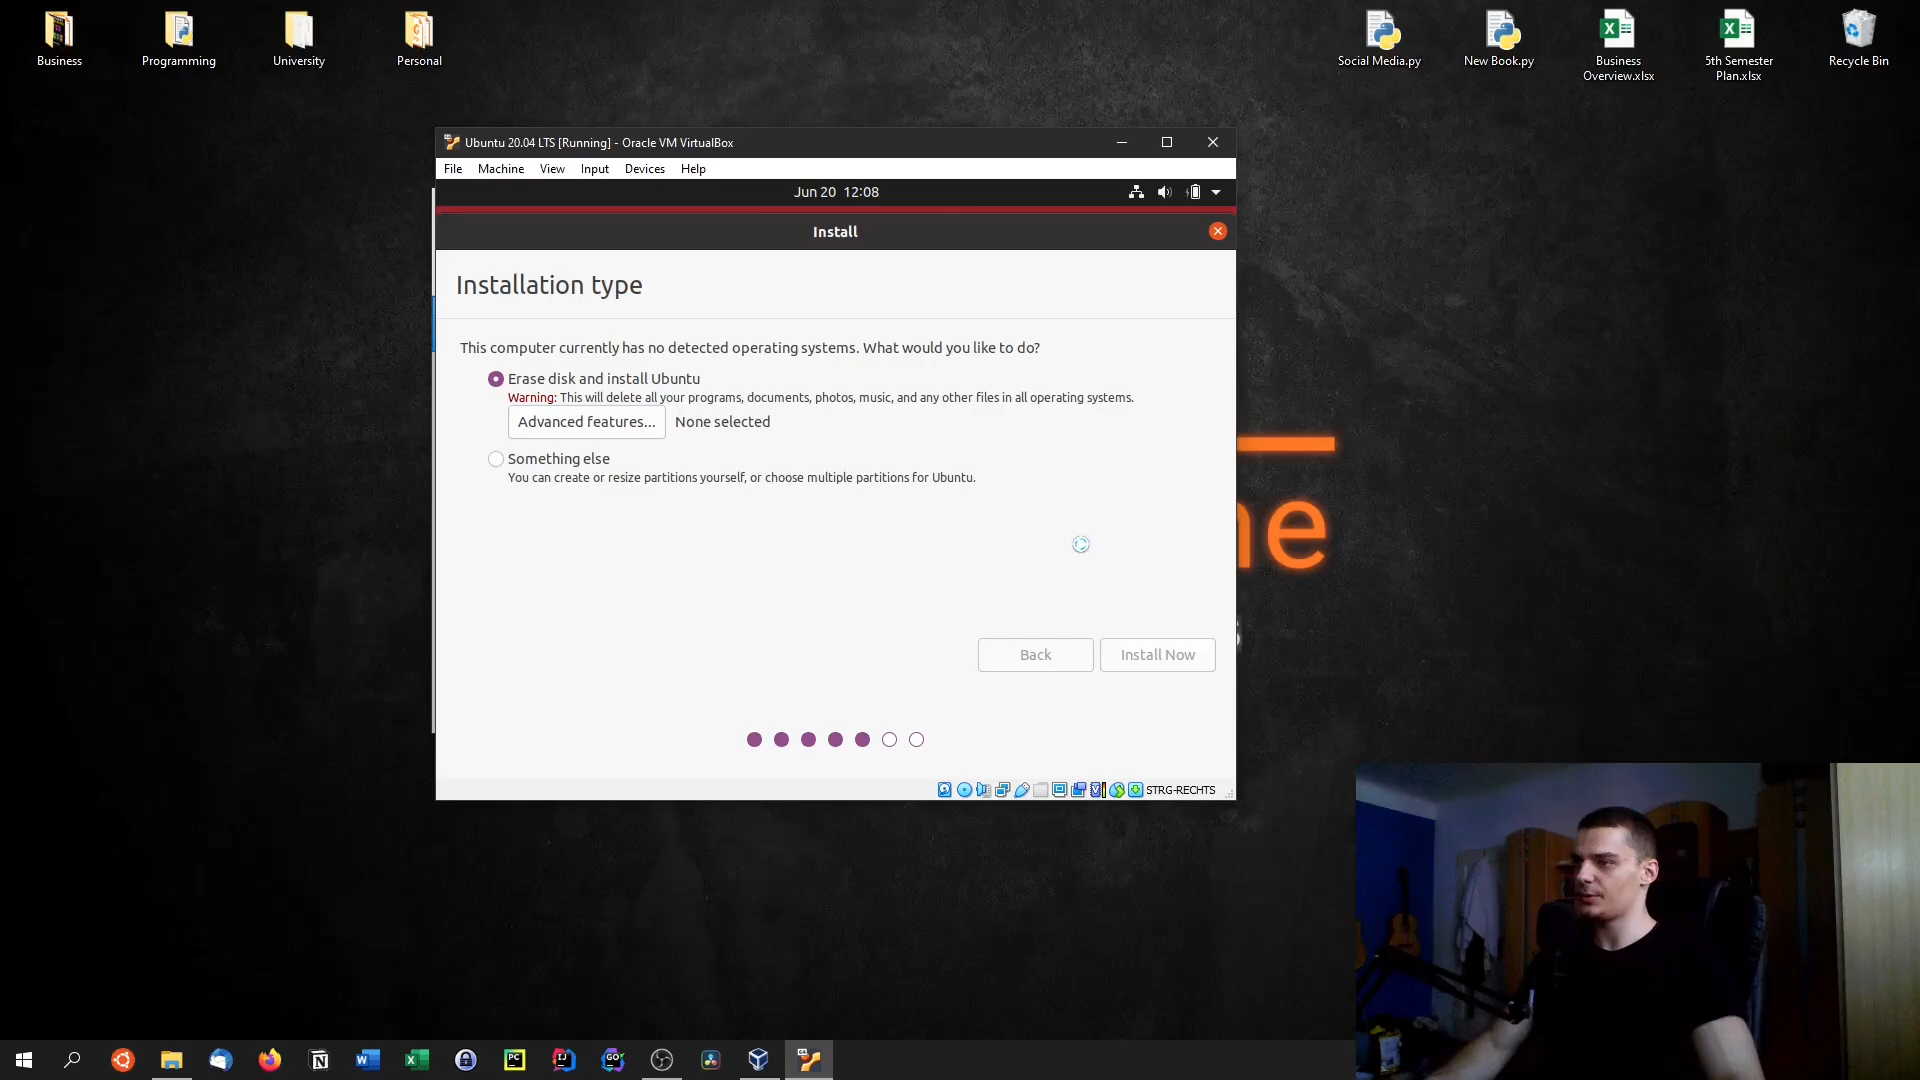 Business
Programming
University
Personal
Social Media.py
New Book.py
Business
Overview.xlsx
5th Semester
Plan.xlsx
Recycle Bin
Ubuntu 20.04 LTS [Running] - Oracle VM VirtualBox
File Machine View Input Devices Help
Jun 20 12:08
Install
Installation type
This computer currently has no detected operating systems. What would you like to do?
Erase disk and install Ubuntu
Warning: This will delete all your programs, documents, photos, music, and any other files in all operating systems.
Advanced features... None selected
Something else
You can create or resize partitions yourself, or choose multiple partitions for Ubuntu.
Back Install Now
STRG-RECHTS